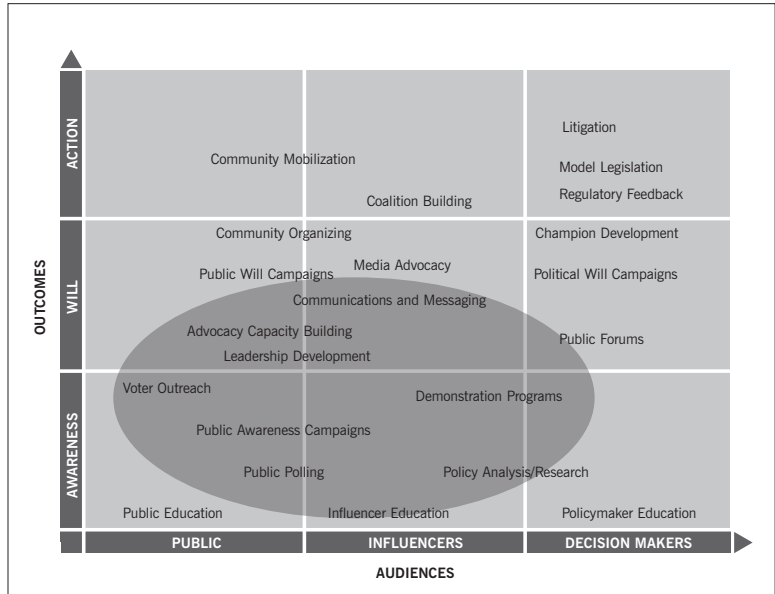 ACTION
Litigation
Community Mobilization
Model Legislation
Regulatory Feedback
Coalition Building
OUTCOMES
WILL
Community Organizing
Champion Development
Media Advocacy
Public Will Campaigns
Political Will Campaigns
Communications and Messaging
Advocacy Capacity Building
Public Forums
Leadership Development
AWARENESS
Voter Outreach
Demonstration Programs
Public Awareness Campaigns
Public Polling
Policy Analysis/Research
Public Education
Influencer Education
Policymaker Education
PUBLIC
INFLUENCERS
DECISION MAKERS
AUDIENCES